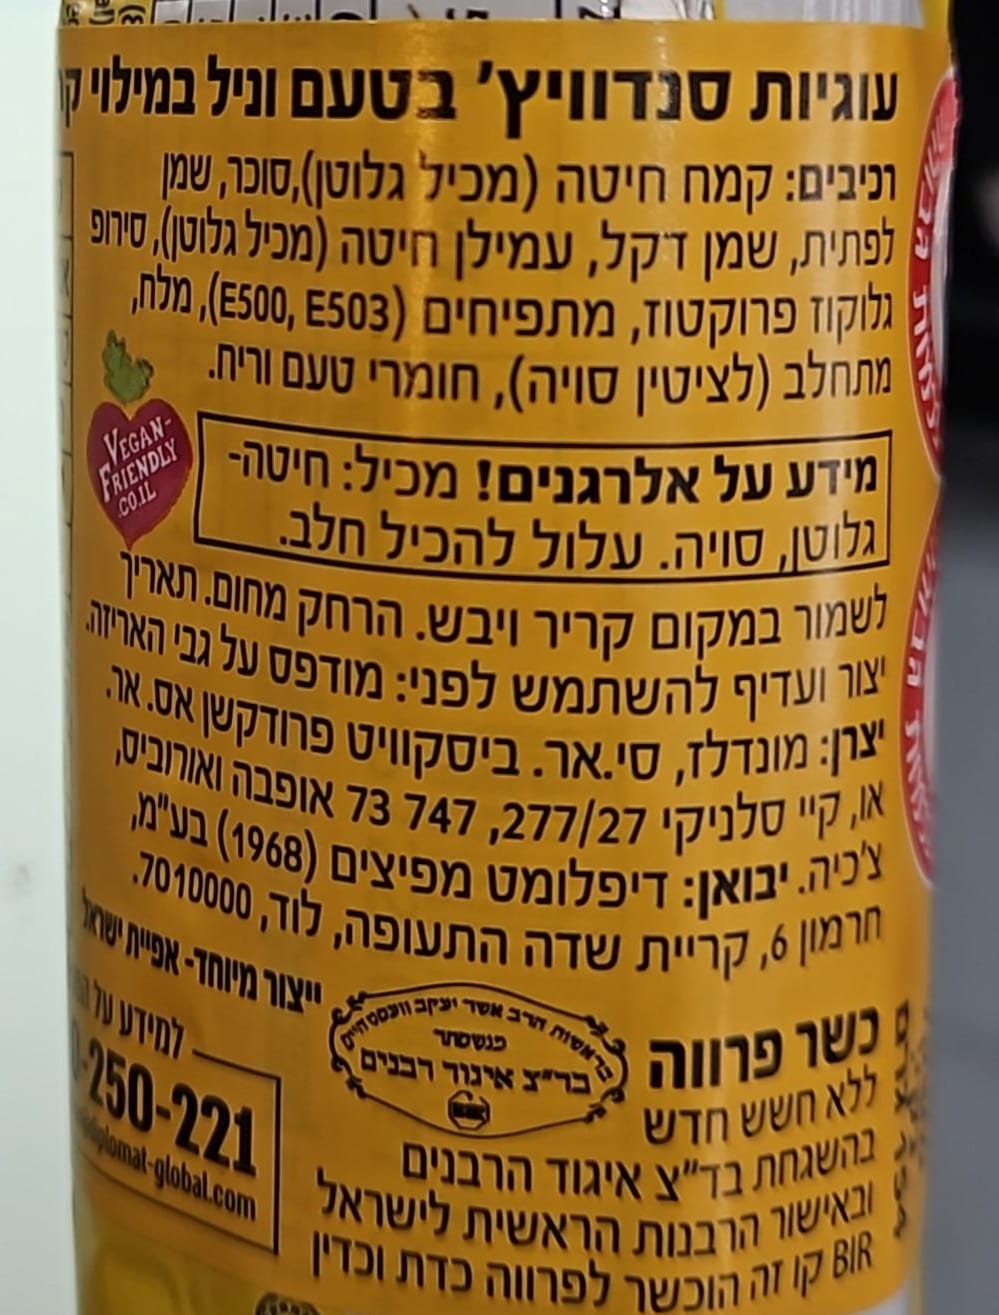 עוגיות סנדוויץ' בטעם וניל במילוי
רכיבים: קמח חיטה (מכיל גלוטן), סוכר, שמן
לפתית, שמן דקל, עמילן חיטה (מכיל גלוטן), סירופ
גלוקוז פרוקטוז, מתפיחים (E500, E503), מלח,
מתחלב (לציטין סויה), חומרי טעם וריח.
VEGAN-
FRIENDLY
.CO.IL
מידע על אלרגנים! מכיל: חיטה-
גלוטן, סויה. עלול להכיל חלב.
לשמור במקום קריר ויבש. הרחק מחום. תאריך
יצור ועדיף להשתמש לפני: מודפס על גבי האריזה.
יצרן: מונדלז, סי.אר. ביסקוויט פרודקשן אס.אר.
או, קיי סלניקי 277/27, 747 73 אופבה ואורוביס,
צ'כיה. יבואן: דיפלומט מפיצים (1968) בע"מ,
חרמון 6, קריית שדה התעופה, לוד, 7010000.
ייצור מיוחד- אפיית ישראל
כשר פרווה
ללא חשש חדש
בהשגחת בד"צ איגוד הרבנים
ובאישור הרבנות הראשית לישראל
BIR קו זה הוכשר לפרווה כדת וכדין
בראשות הרב אשר יעקב וועסטהיים
מנשסתר
בד"צ איגוד רבנים
למידע על
250-221
diplomat-global.com